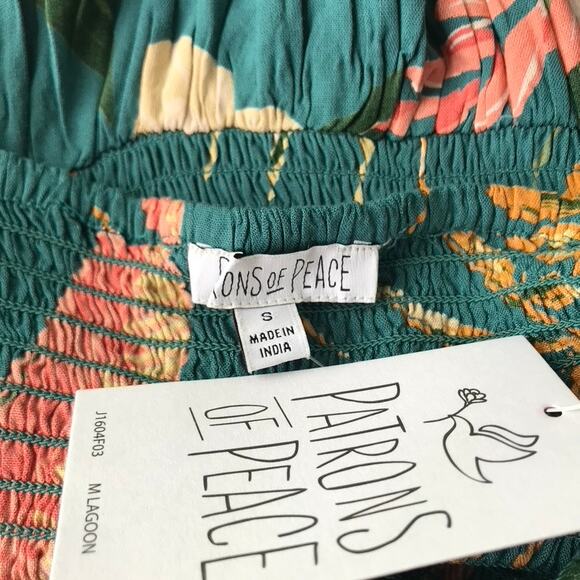 RONS OF PEACE
S
MADE IN
INDIA
PATRONS
OF PEACE
J1604F03 M LAGOON